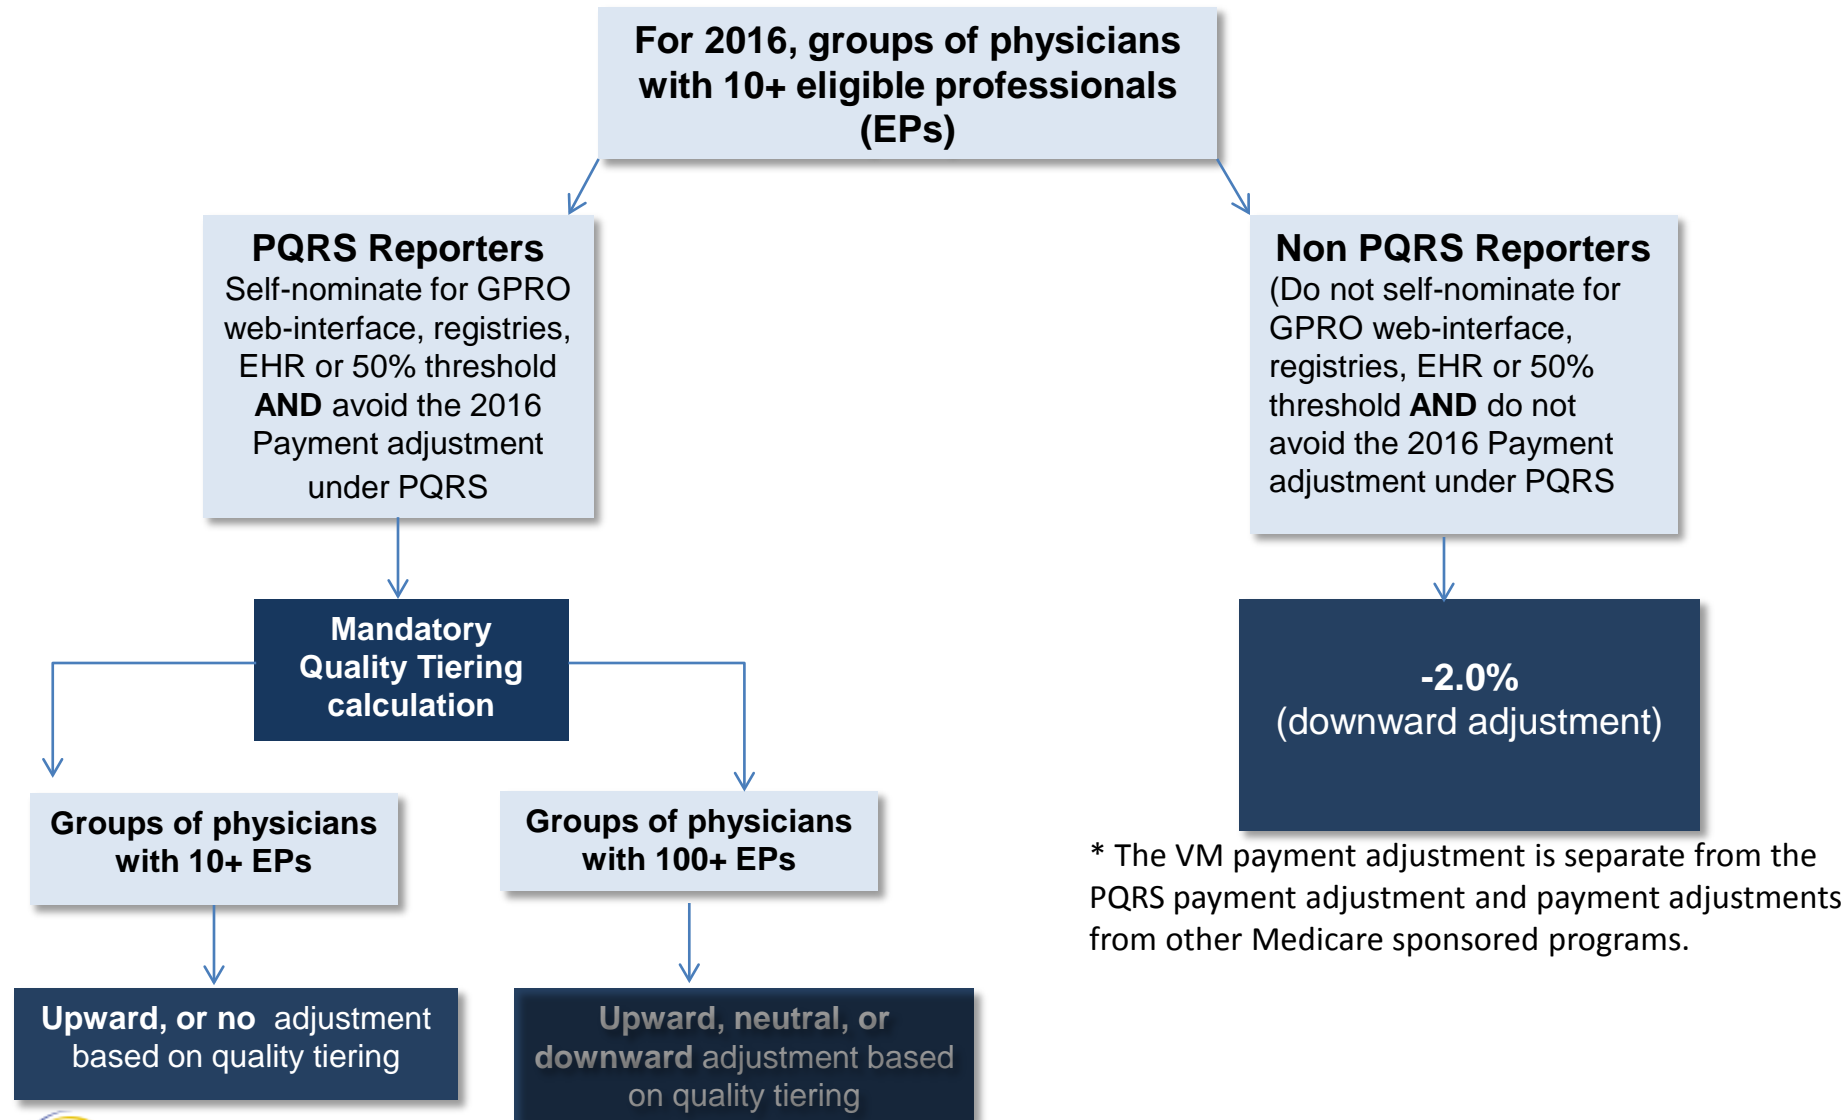 For 2016, groups of physicians
with 10+ eligible professionals
(EPs)
PQRS Reporters
Self-nominate for GPRO
web-interface, registries,
EHR or 50% threshold
AND avoid the 2016
Payment adjustment
under PQRS
Non PQRS Reporters
(Do not self-nominate for
GPRO web-interface,
registries, EHR or 50%
threshold AND do not
avoid the 2016 Payment
adjustment under PQRS
Mandatory
Quality Tiering
calculation
-2.0%
(downward adjustment)
Groups of physicians
with 10+ EPs
Groups of physicians
with 100+ EPs
* The VM payment adjustment is separate from the
PQRS payment adjustment and payment adjustments
from other Medicare sponsored programs.
Upward, or no adjustment
based on quality tiering
Upward, neutral, or
downward adjustment based
on quality tiering